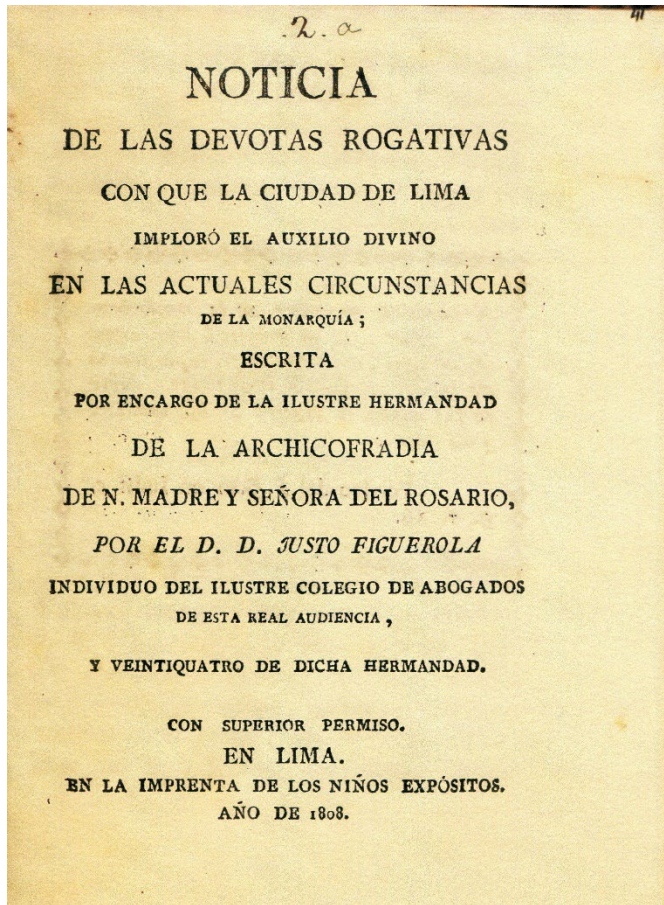 .2.a
41
NOTICIA
DE LAS DEVOTAS ROGATIVAS
CON QUE LA CIUDAD DE LIMA
IMPLORÓ EL AUXILIO DIVINO
EN LAS ACTUALES CIRCUNSTANCIAS
DE LA MONARQUÍA ;
ESCRITA
POR ENCARGO DE LA ILUSTRE HERMANDAD
DE LA ARCHICOFRADIA
DE N. MADRE Y SEÑORA DEL ROSARIO,
POR EL D. D. JUSTO FIGUEROLA
INDIVIDUO DEL ILUSTRE COLEGIO DE ABOGADOS
DE ESTA REAL AUDIENCIA ,
Y VEINTIQUATRO DE DICHA HERMANDAD.
CON SUPERIOR PERMISO.
EN LIMA.
EN LA IMPRENTA DE LOS NIÑOS EXPÓSITOS.
AÑO DE 1808.